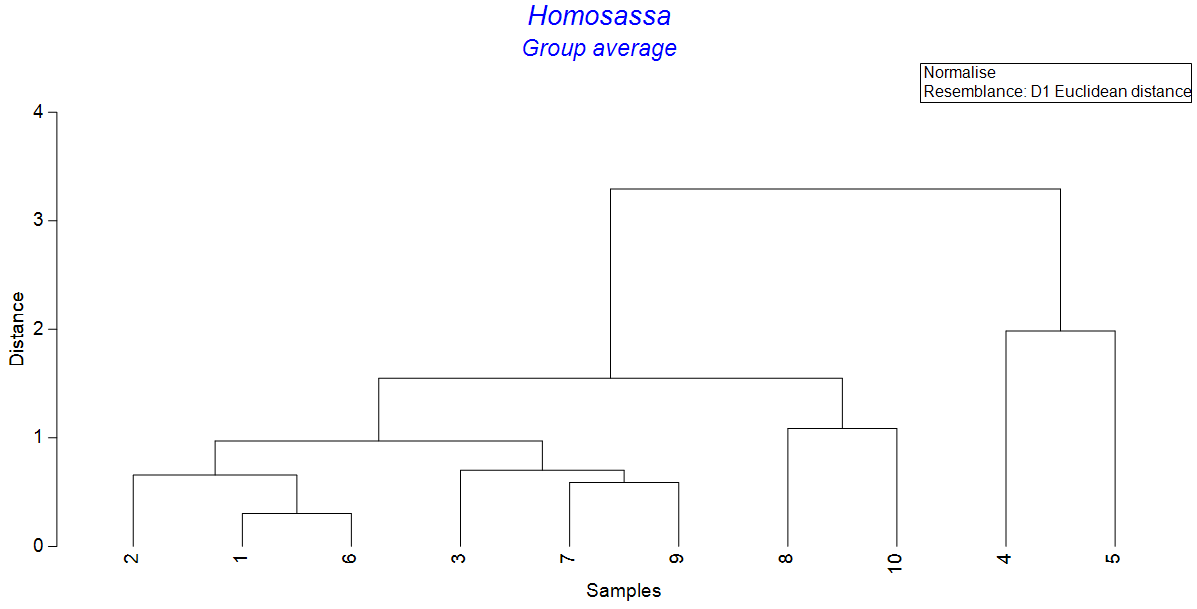 Homosassa
Group average
Normalise
Resemblance: D1 Euclidean distance
4
3
2
1
0
Distance
2
1
6
3
7
9
8
10
4
5
Samples